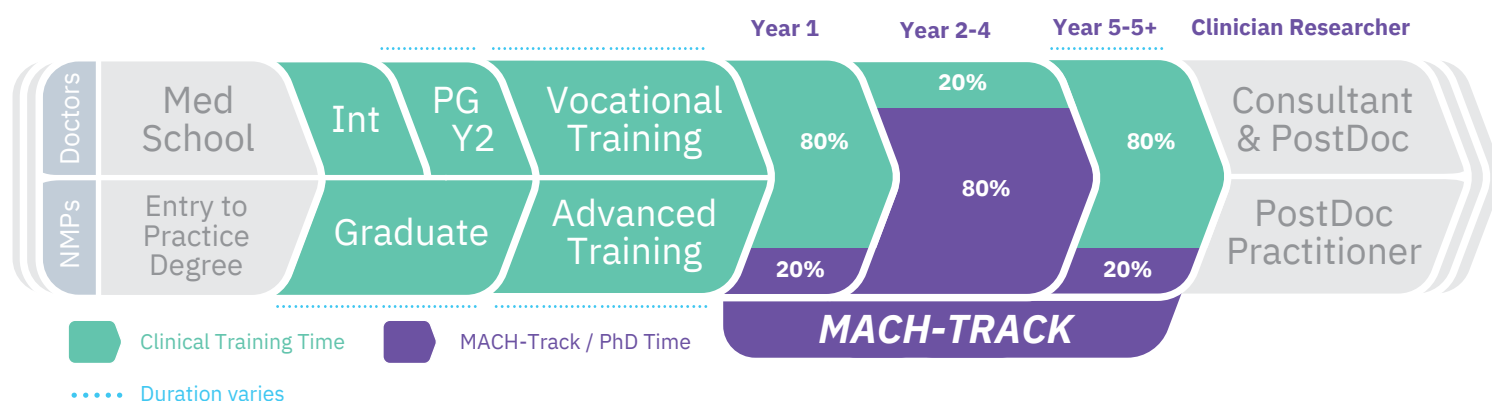 Year 1
Year 2-4
Year 5-5+
Clinician Researcher
Doctors
Med
School
Int
PG
Y2
Vocational
Training
80%
20%
80%
Consultant
& PostDoc
NMPs
Entry to
Practice
Degree
Graduate
Advanced
Training
20%
80%
20%
PostDoc
Practitioner
MACH-TRACK
Clinical Training Time
MACH-Track / PhD Time
Duration varies